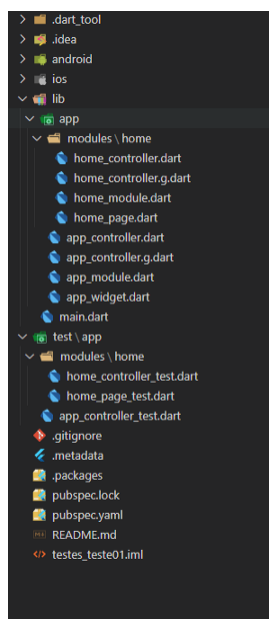 .dart_tool
.idea
android
ios
lib
app
modules \ home
home_controller.dart
home_controller.g.dart
home_module.dart
home_page.dart
app_controller.dart
app_controller.g.dart
app_module.dart
app_widget.dart
main.dart
test \ app
modules \ home
home_controller_test.dart
home_page_test.dart
app_controller_test.dart
.gitignore
.metadata
.packages
pubspec.lock
pubspec.yaml
README.md
testes_teste01.iml